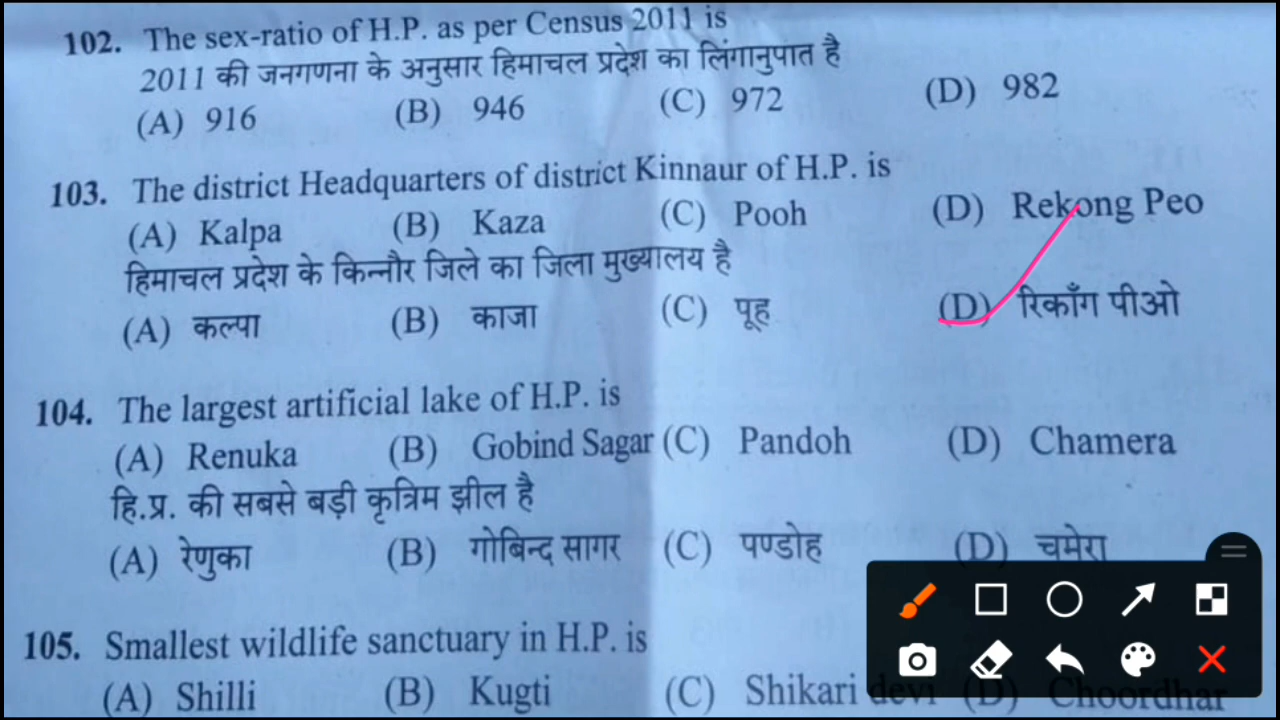 102. The sex-ratio of H.P. as per Census 2011 is
2011 की जनगणना के अनुसार हिमाचल प्रदेश का लिंगानुपात है
(A) 916 (B) 946 (C) 972 (D) 982
103. The district Headquarters of district Kinnaur of H.P. is
(A) Kalpa (B) Kaza (C) Pooh (D) Rekong Peo
हिमाचल प्रदेश के किन्नौर जिले का जिला मुख्यालय है
(A) कल्पा (B) काजा (C) पूह (D) रिकाँग पीओ
104. The largest artificial lake of H.P. is
(A) Renuka (B) Gobind Sagar (C) Pandoh (D) Chamera
हि.प्र. की सबसे बड़ी कृत्रिम झील है
(A) रेणुका (B) गोबिन्द सागर (C) पण्डोह (D) चमेरा
105. Smallest wildlife sanctuary in H.P. is
(A) Shilli (B) Kugti (C) Shikari devi (D) Choordhar